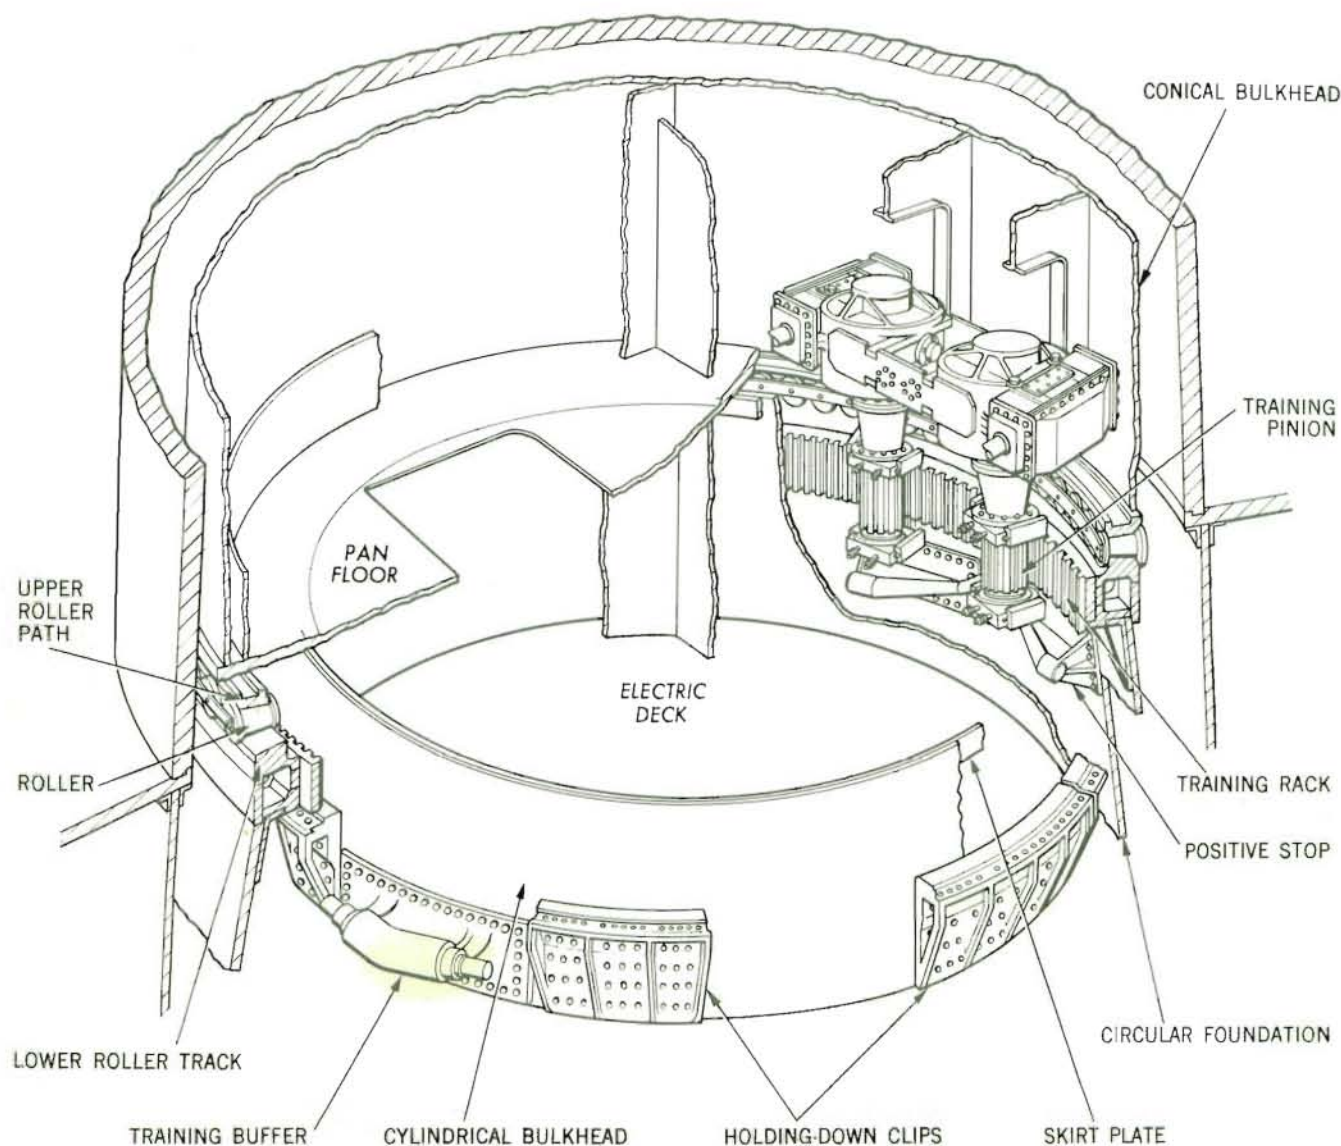 CONICAL BULKHEAD
TRAINING
PINION
PAN
FLOOR
UPPER
ROLLER
PATH
ELECTRIC
DECK
ROLLER
TRAINING RACK
POSITIVE STOP
CIRCULAR FOUNDATION
LOWER ROLLER TRACK
TRAINING BUFFER
CYLINDRICAL BULKHEAD
HOLDING-DOWN CLIPS
SKIRT PLATE